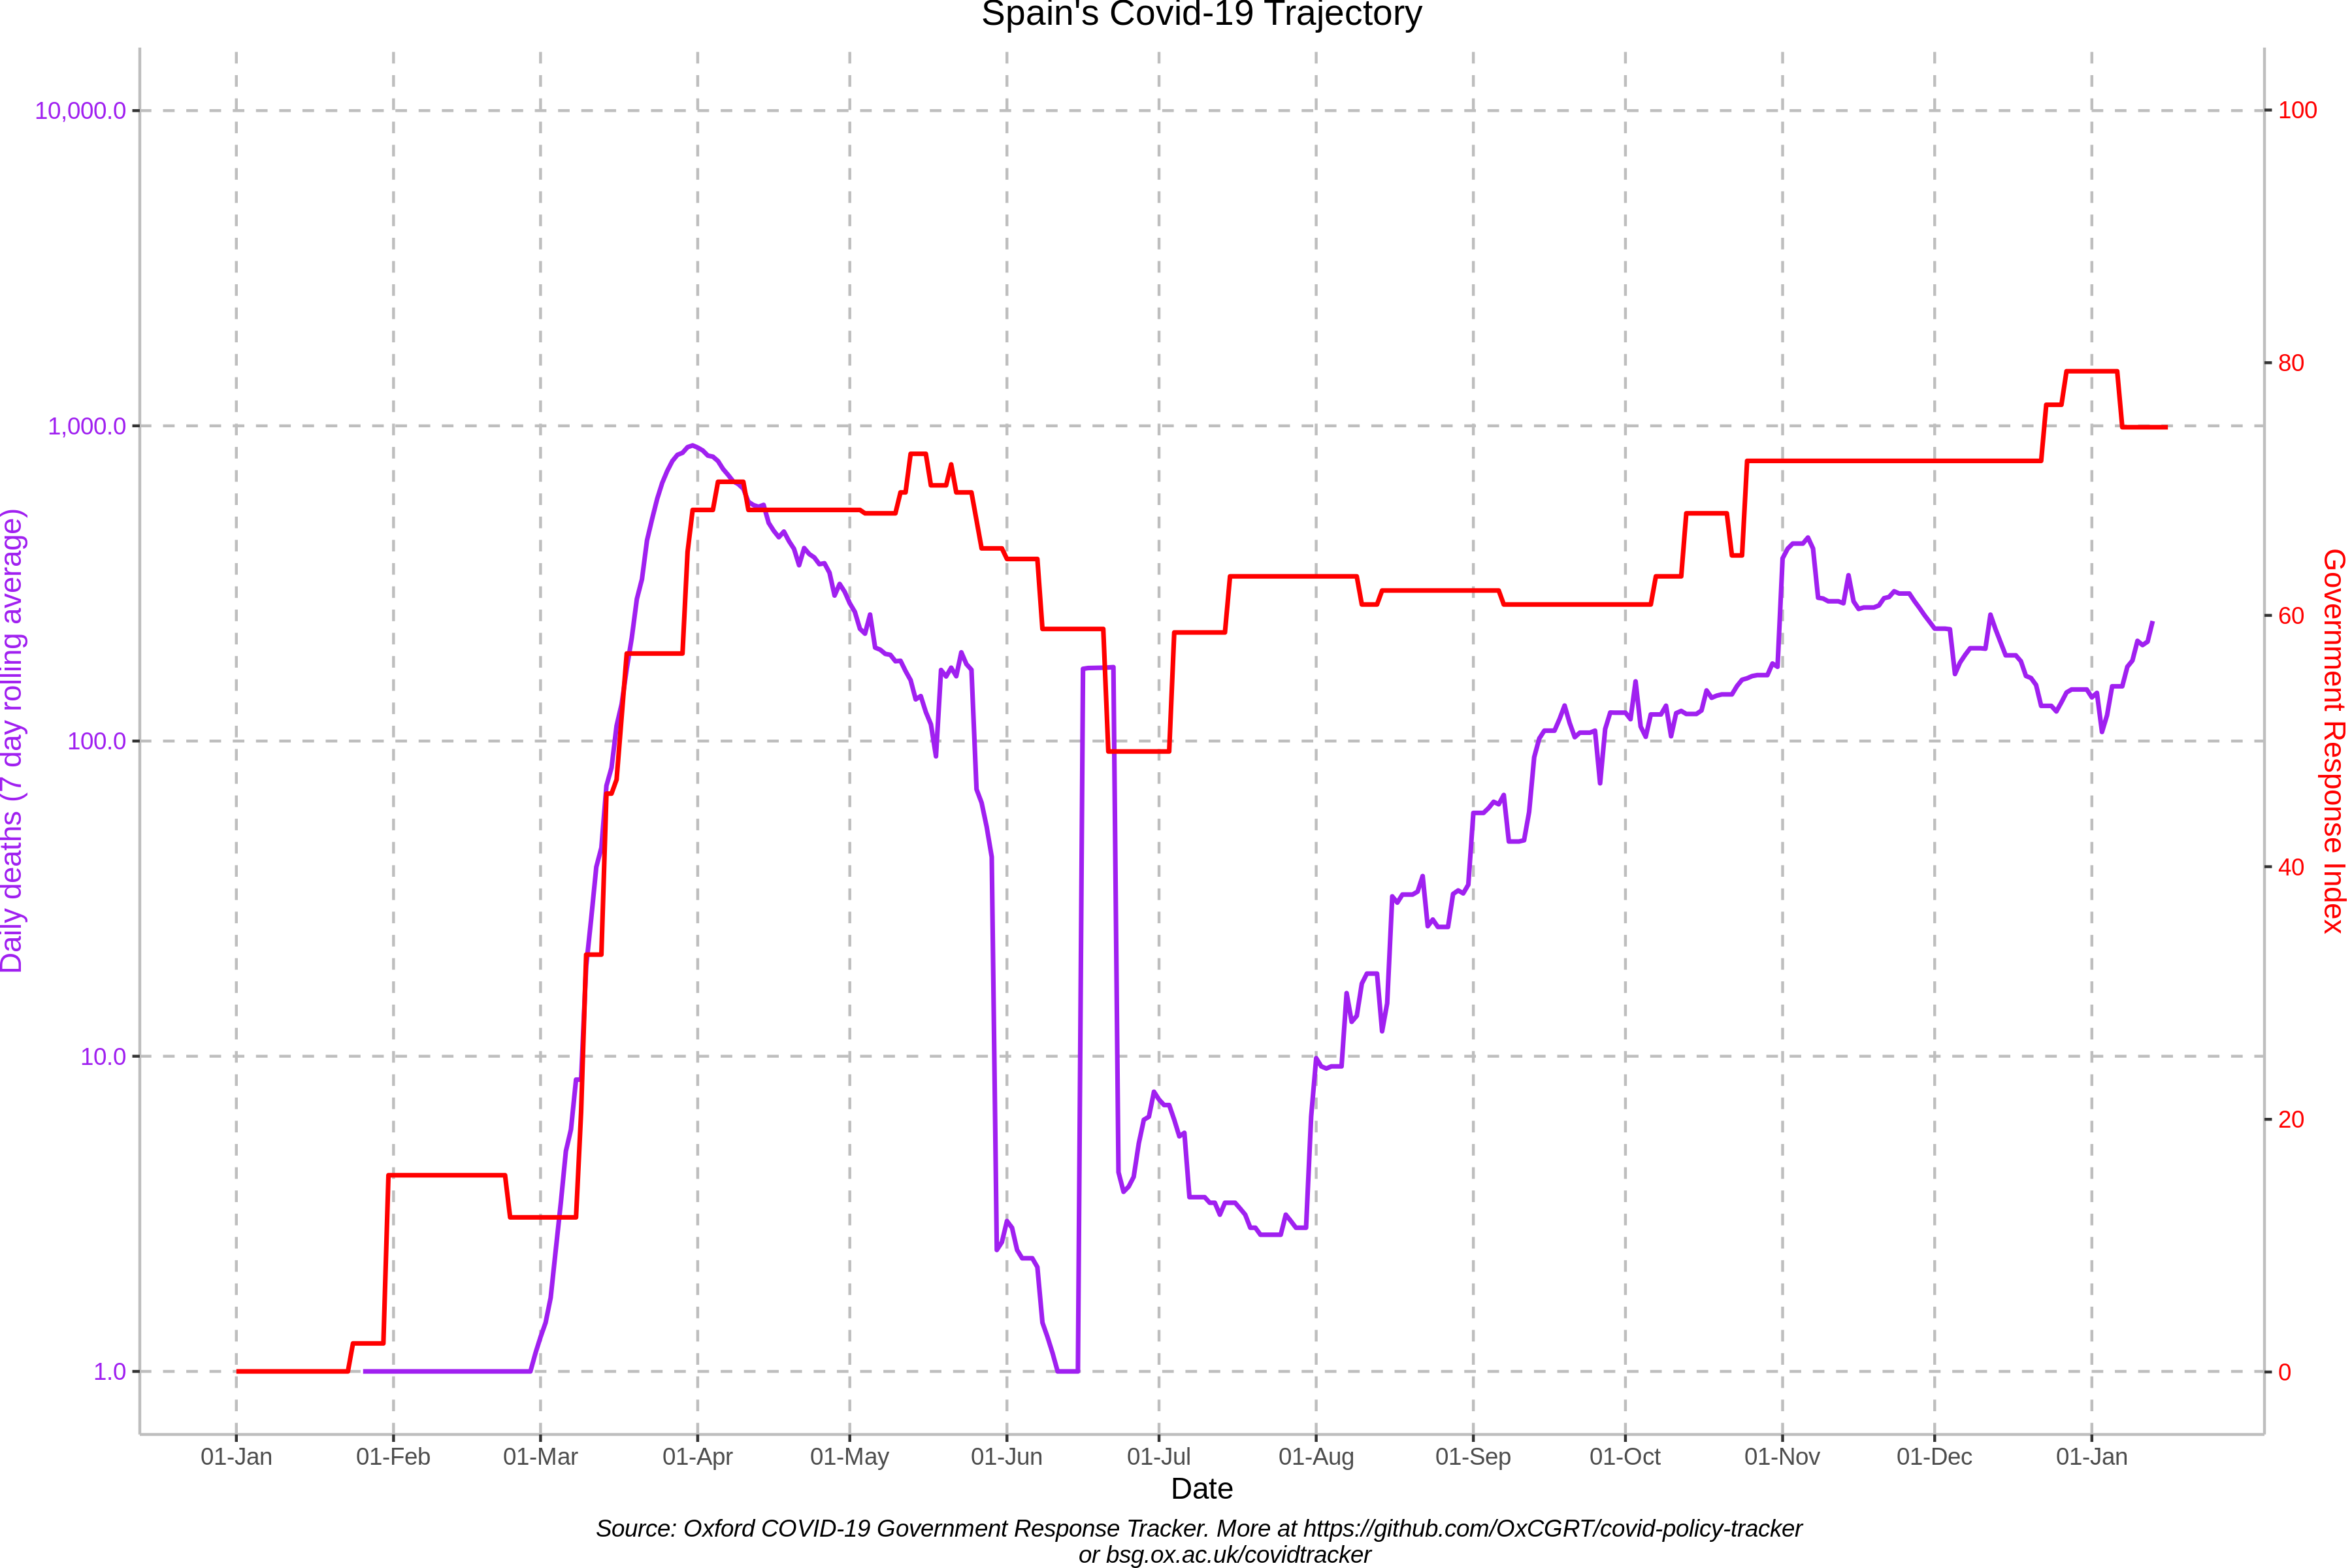 Spain's Covid-19 Trajectory
10,000.0
1,000.0
100.0
10.0
1.0
Daily deaths (7 day rolling average)
100
80
60
40
20
0
Government Response Index
01-Jan 01-Feb 01-Mar 01-Apr 01-May 01-Jun 01-Jul 01-Aug 01-Sep 01-Oct 01-Nov 01-Dec 01-Jan
Date
Source: Oxford COVID-19 Government Response Tracker. More at https://github.com/OxCGRT/covid-policy-tracker
or bsg.ox.ac.uk/covidtracker